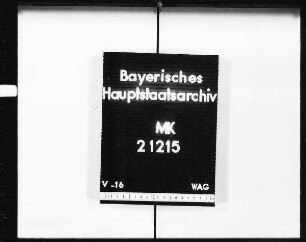 Bayerisches
Hauptstaatsarchiv
MK
21215
V -16 WAG